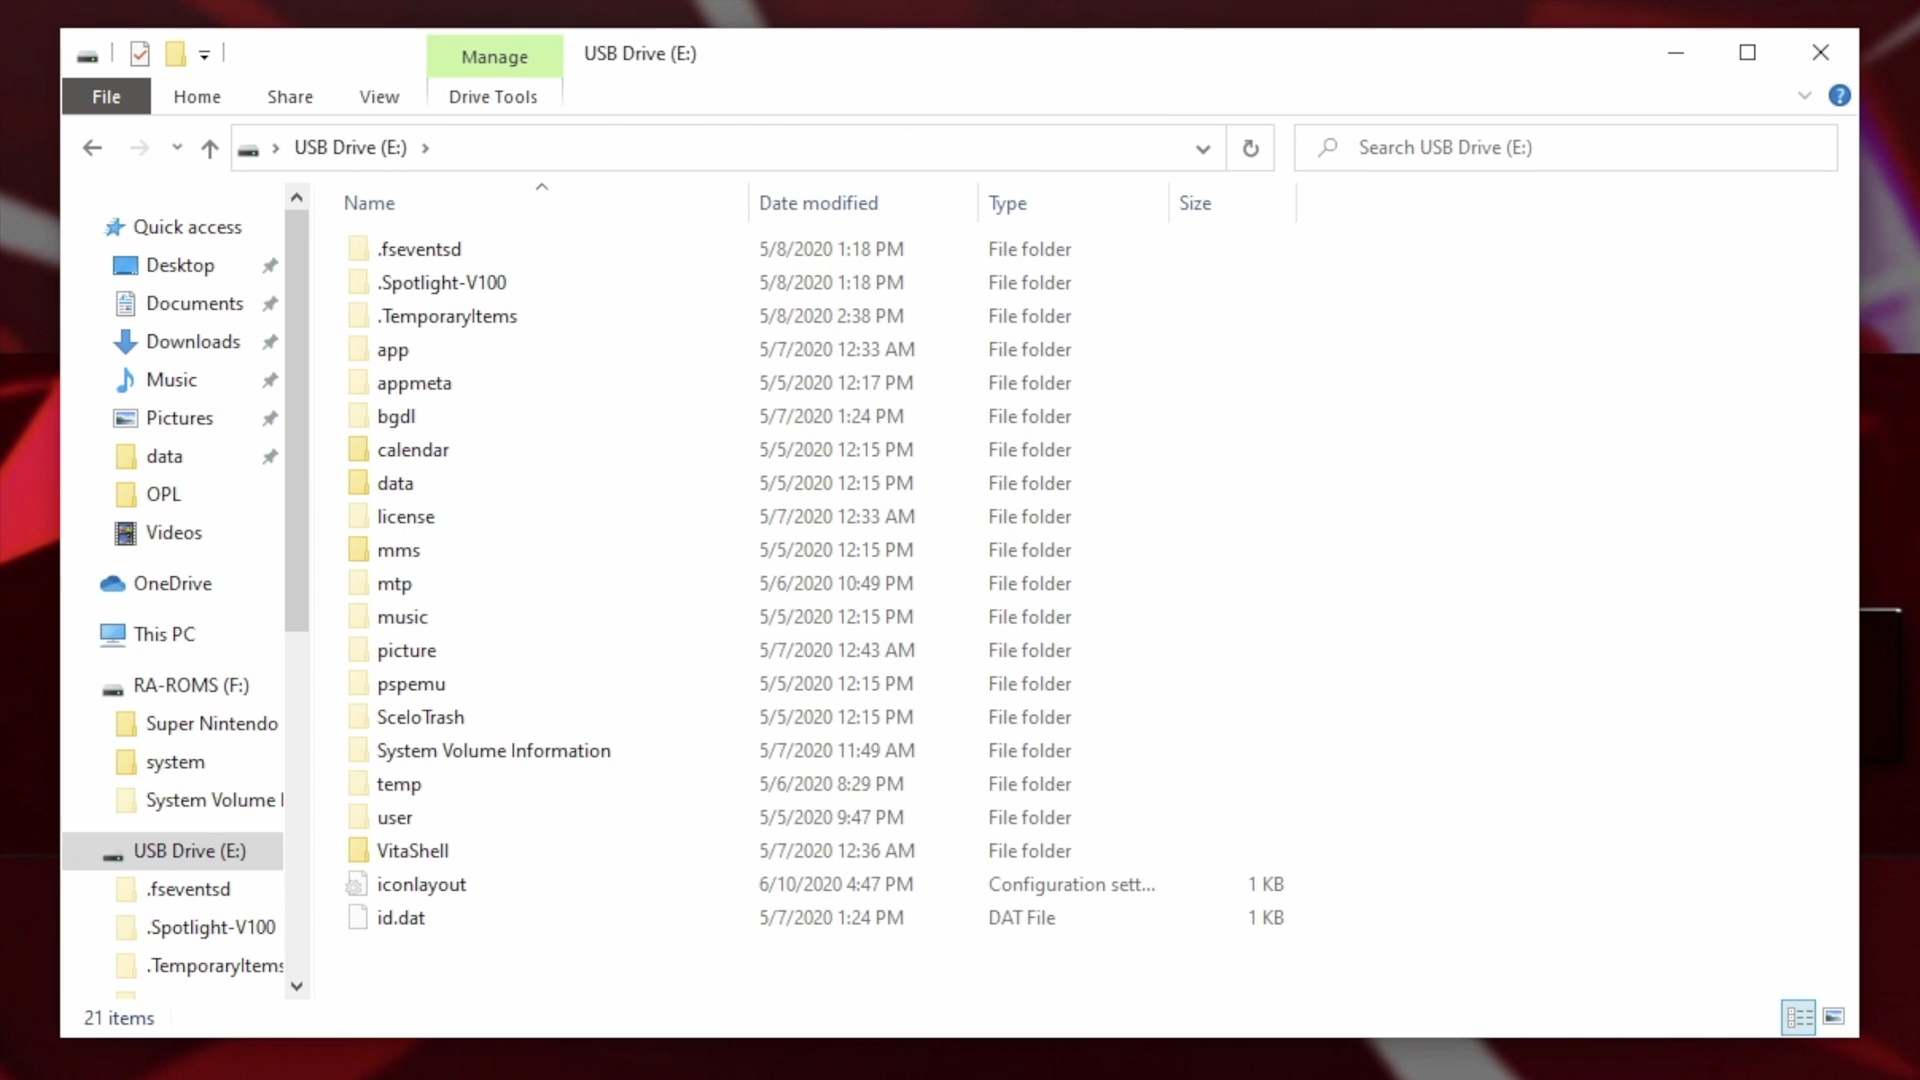 Manage
USB Drive (E:)
File
Home
Share
View
Drive Tools
USB Drive (E:)
Search USB Drive (E:)
Quick access
Desktop
Documents
Downloads
Music
Pictures
data
OPL
Videos
OneDrive
This PC
RA-ROMS (F:)
Super Nintendo
system
System Volume
USB Drive (E:)
.fseventsd
.Spotlight-V100
.TemporaryItems
Name Date modified Type Size
.fseventsd 5/8/2020 1:18 PM File folder
.Spotlight-V100 5/8/2020 1:18 PM File folder
.TemporaryItems 5/8/2020 2:38 PM File folder
app 5/7/2020 12:33 AM File folder
appmeta 5/5/2020 12:17 PM File folder
bgdl 5/7/2020 1:24 PM File folder
calendar 5/5/2020 12:15 PM File folder
data 5/5/2020 12:15 PM File folder
license 5/7/2020 12:33 AM File folder
mms 5/5/2020 12:15 PM File folder
mtp 5/6/2020 10:49 PM File folder
music 5/5/2020 12:15 PM File folder
picture 5/7/2020 12:43 AM File folder
pspemu 5/5/2020 12:15 PM File folder
SceIoTrash 5/5/2020 12:15 PM File folder
System Volume Information 5/7/2020 11:49 AM File folder
temp 5/6/2020 8:29 PM File folder
user 5/5/2020 9:47 PM File folder
VitaShell 5/7/2020 12:36 AM File folder
iconlayout 6/10/2020 4:47 PM Configuration sett... 1 KB
id.dat 5/7/2020 1:24 PM DAT File 1 KB
21 items